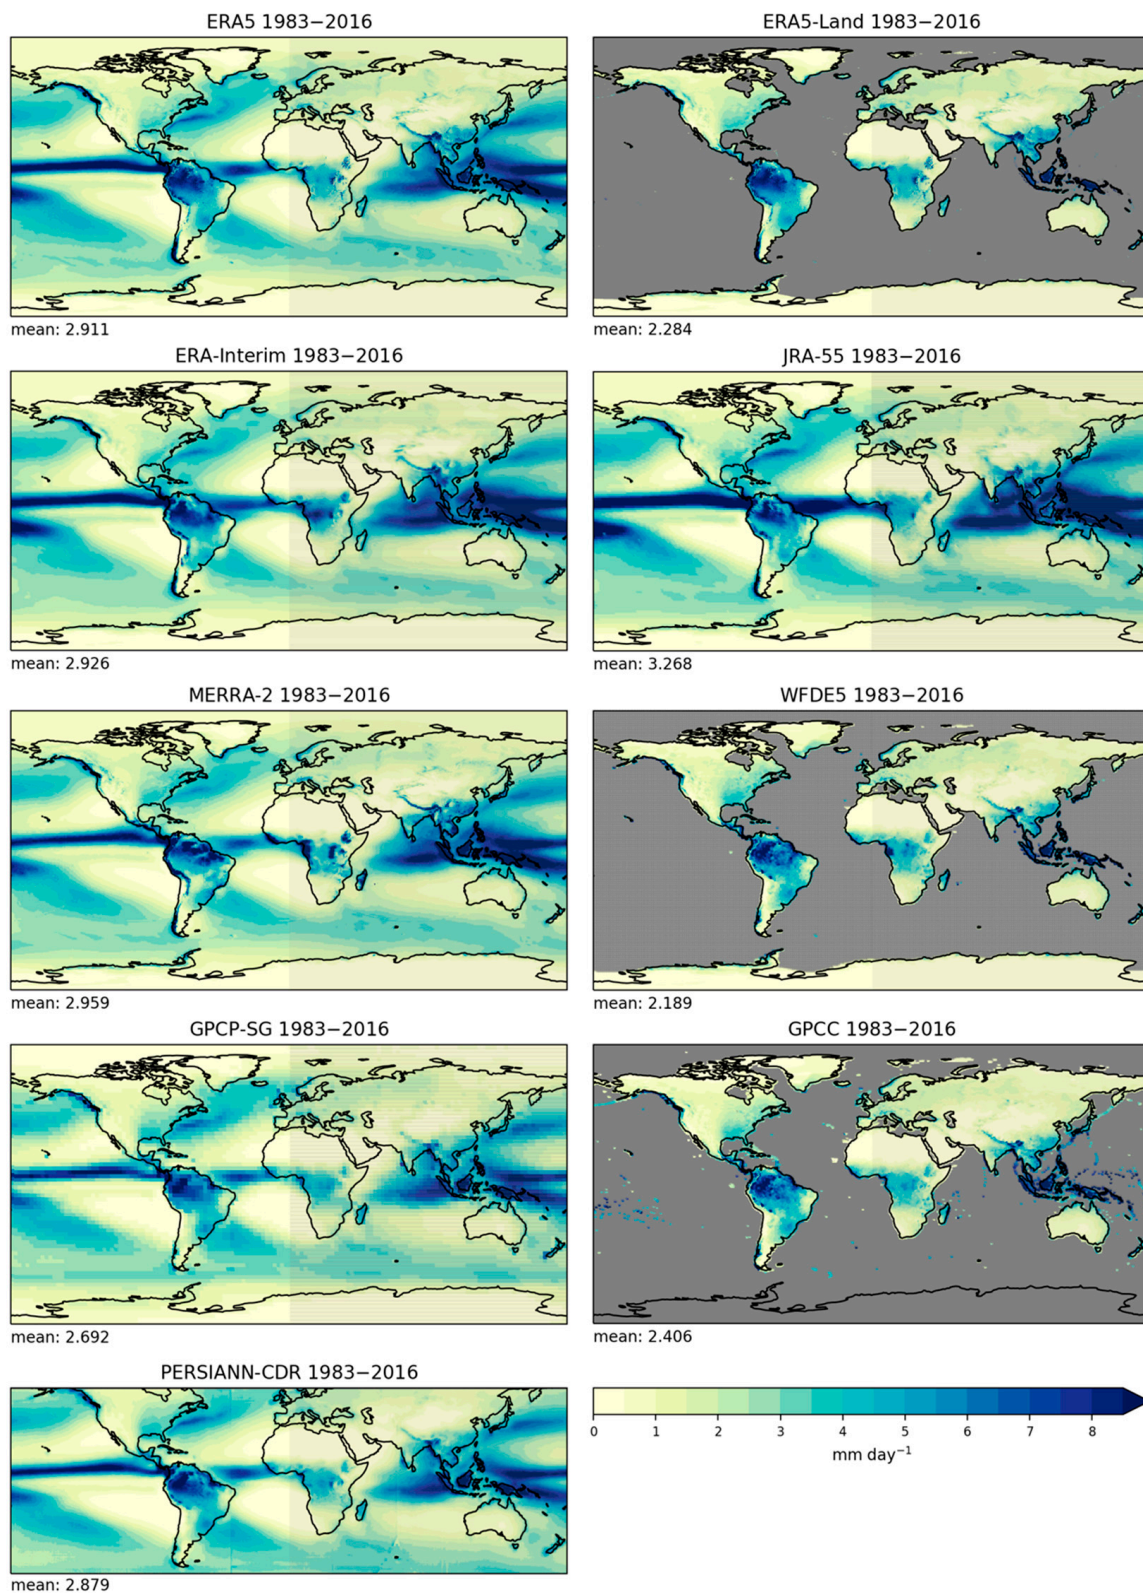 ERA5 1983−2016
ERA5-Land 1983−2016
mean: 2.911
mean: 2.284
ERA-Interim 1983−2016
JRA-55 1983−2016
mean: 2.926
mean: 3.268
MERRA-2 1983−2016
WFDE5 1983−2016
mean: 2.959
mean: 2.189
GPCP-SG 1983−2016
GPCC 1983−2016
mean: 2.692
mean: 2.406
PERSIANN-CDR 1983−2016
0 1 2 3 4 5 6 7 8
mm day⁻¹
mean: 2.879